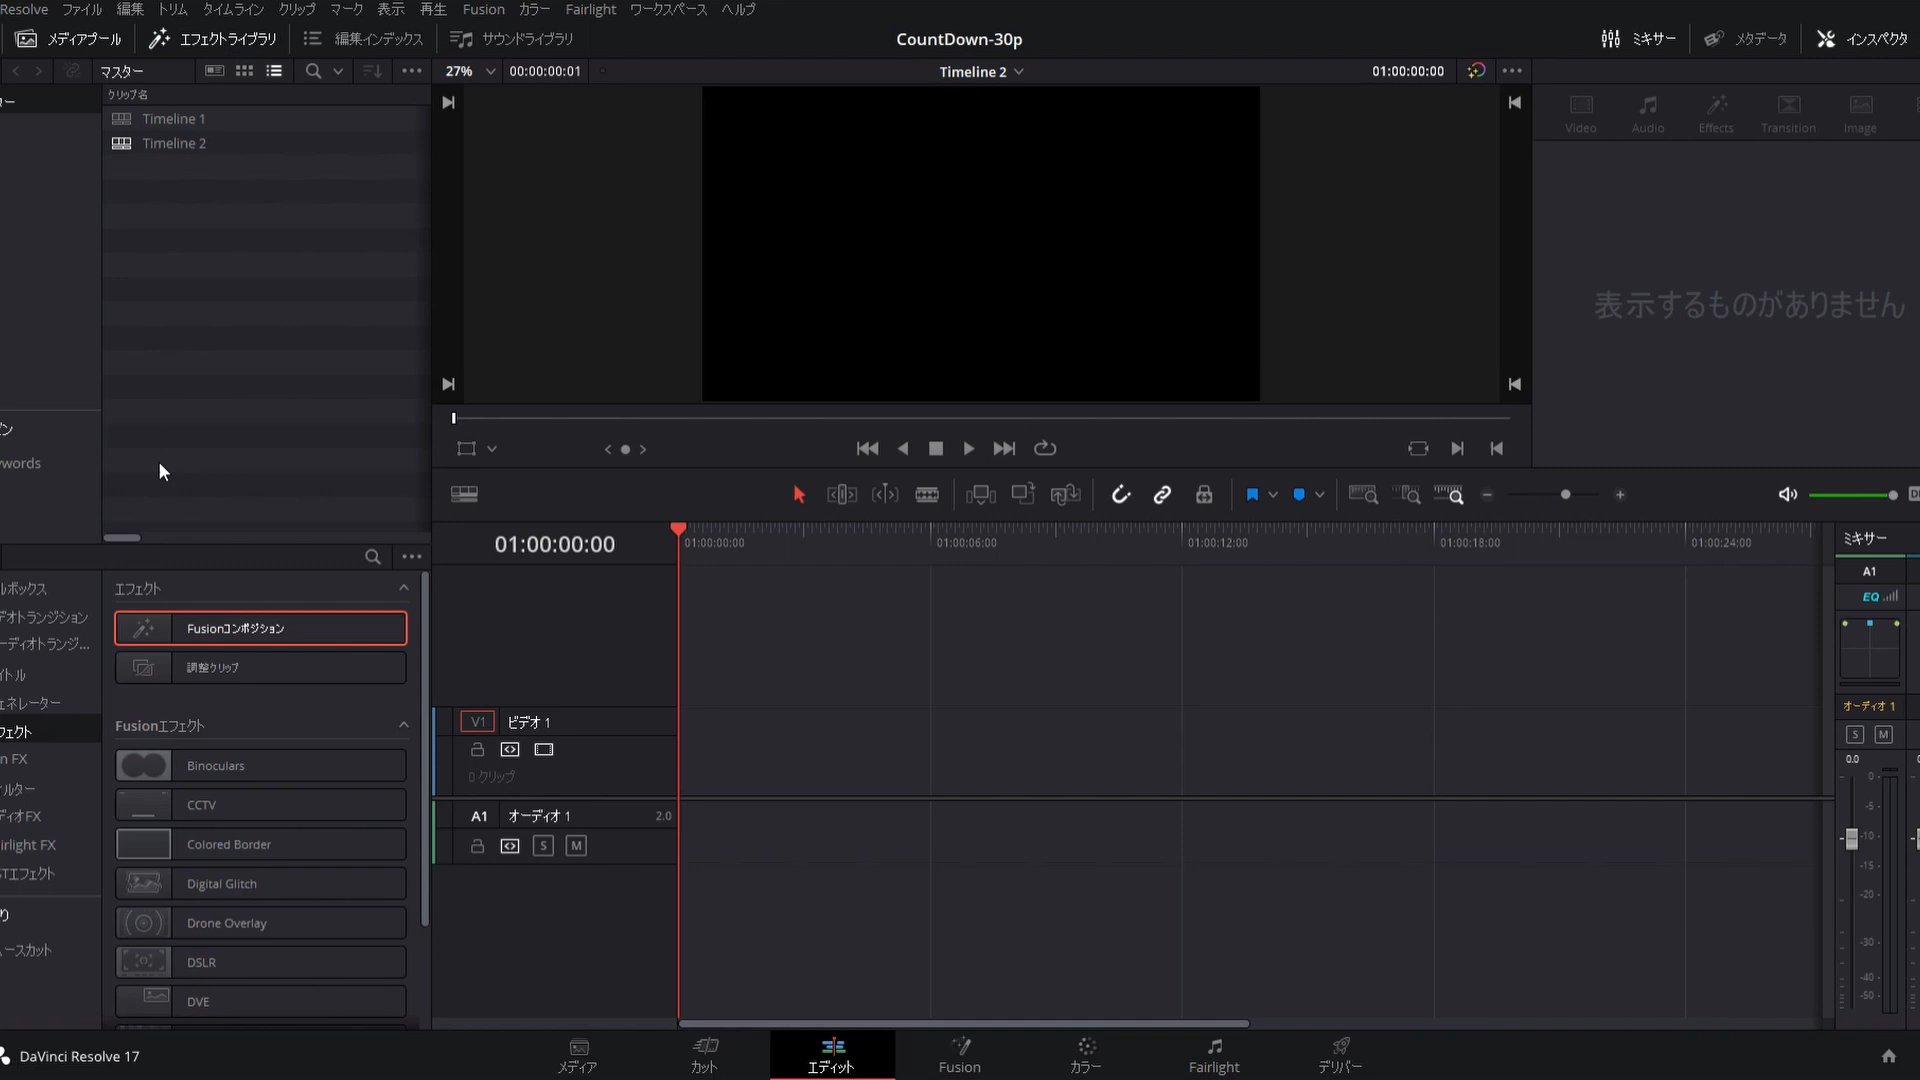 Resolve ファイル 編集 トリム タイムライン クリップ マーク 表示 再生 Fusion カラー Fairlight ワークスペース ヘルプ
メディアプール エフェクトライブラリ 編集インデックス サウンドライブラリ CountDown-30p ミキサー メタデータ インスペクタ
マスター 27% 00:00:00:01 Timeline 2 01:00:00:00
ー クリップ名
Timeline 1
Timeline 2
Video Audio Effects Transition Image
表示するものがありません
ン
words
01:00:00:00 01:00:00:00 01:00:06:00 01:00:12:00 01:00:18:00 01:00:24:00 ミキサー
A1
EQ
ルボックス エフェクト
デオトランジション Fusionコンポジション
ーディオトランジ...
イトル 調整クリップ
ェネレーター
フェクト Fusionエフェクト V1 ビデオ 1 オーディオ 1
S M
n FX Binoculars 0 クリップ 0.0
ィルター
ディオFX CCTV A1 オーディオ 1 2.0
irlight FX Colored Border S M
STエフェクト Digital Glitch
り Drone Overlay
ュースカット DSLR
DVE
0-
-5-
-10-
-15-
-20-
-30-
-40-
-50-
DaVinci Resolve 17 メディア カット エディット Fusion カラー Fairlight デリバー